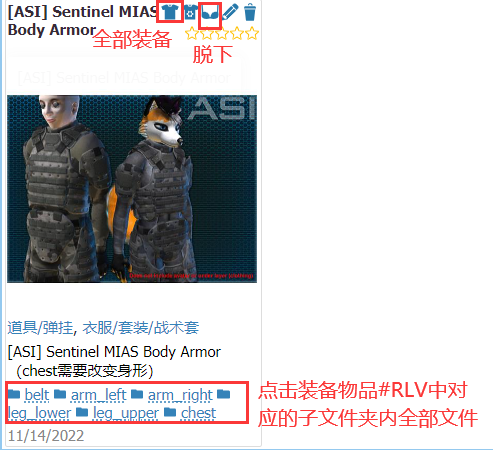 [ASI] Sentinel MIAS
Body Armor
全部装备
脱下
[ASI] Sentinel MIAS Body Armor
ASI
道具/弹挂, 衣服/套装/战术套
[ASI] Sentinel MIAS Body Armor
（chest需要改变身形）
belt arm_left arm_right
leg_lower leg_upper chest
点击装备物品#RLV中对
应的子文件夹内全部文件
11/14/2022